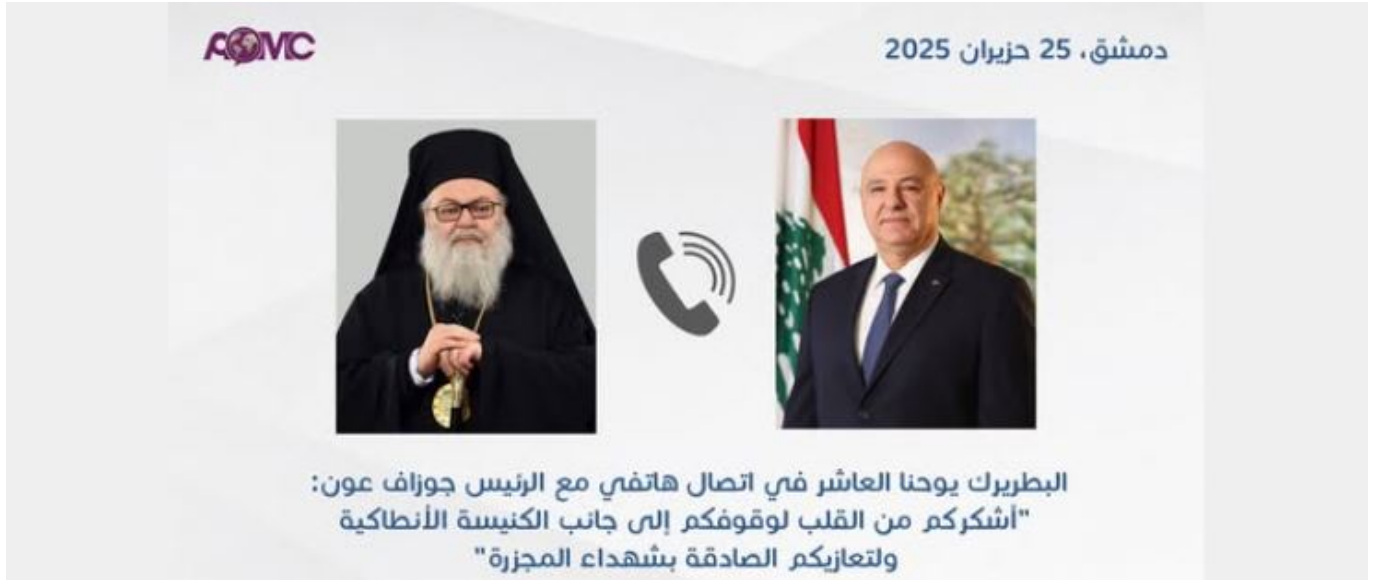 AOMC
دمشق، 25 حزيران 2025
البطريرك يوحنا العاشر في اتصال هاتفي مع الرئيس جوزاف عون:
"أشكركم من القلب لوقوفكم إلى جانب الكنيسة الأنطاكية
ولتعازيكم الصادقة بشهداء المجزرة"